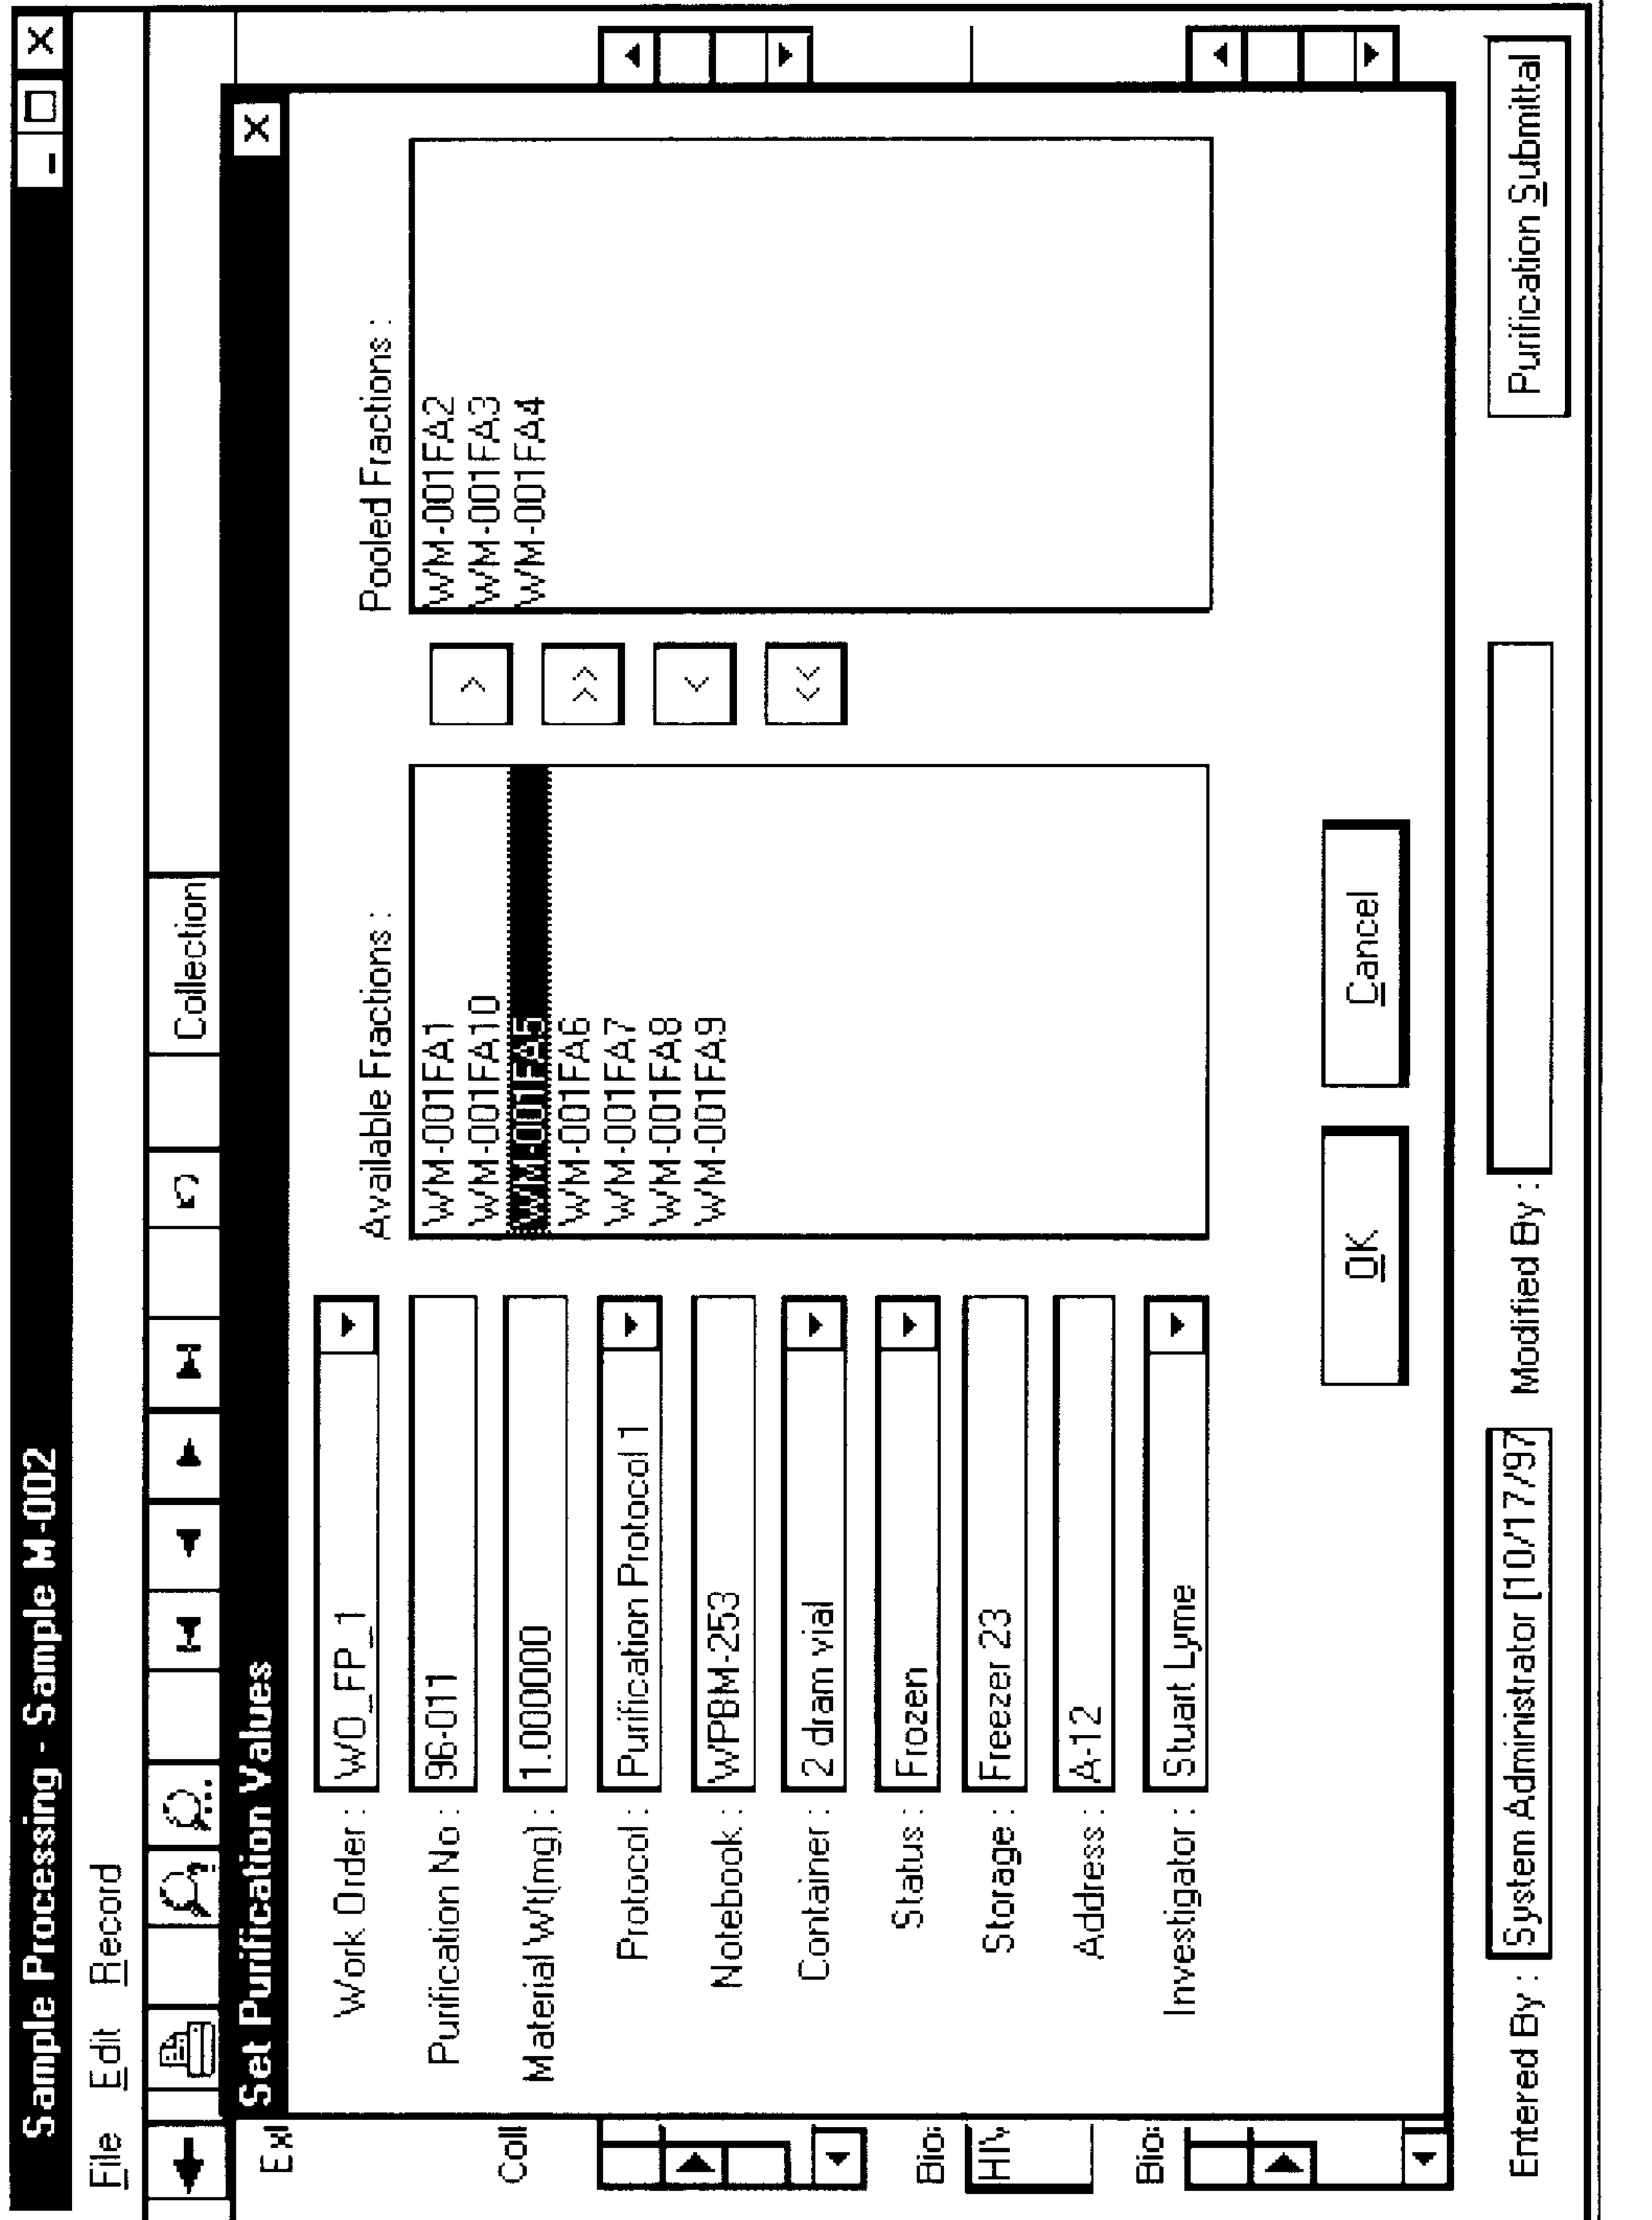 Sample Processing - Sample M-002
File Edit Record
Collection
Set Purification Values
Work Order : WO_FP_1
Purification No : 96-011
Material Wt(mg) : 1.000000
Protocol : Purification Protocol 1
Notebook : WPBM-253
Container : 2 dram vial
Status : Frozen
Storage : Freezer 23
Address : A-12
Investigator : Stuart Lyme
Available Fractions :
WM-001FA1
WM-001FA10
WM-001FA5
WM-001FA6
WM-001FA7
WM-001FA8
WM-001FA9
>
>>
<
<<
Pooled Fractions :
WM-001FA2
WM-001FA3
WM-001FA4
OK Cancel
Coll
Entered By : System Administrator [10/17/97 Modified By : Purification Submittal